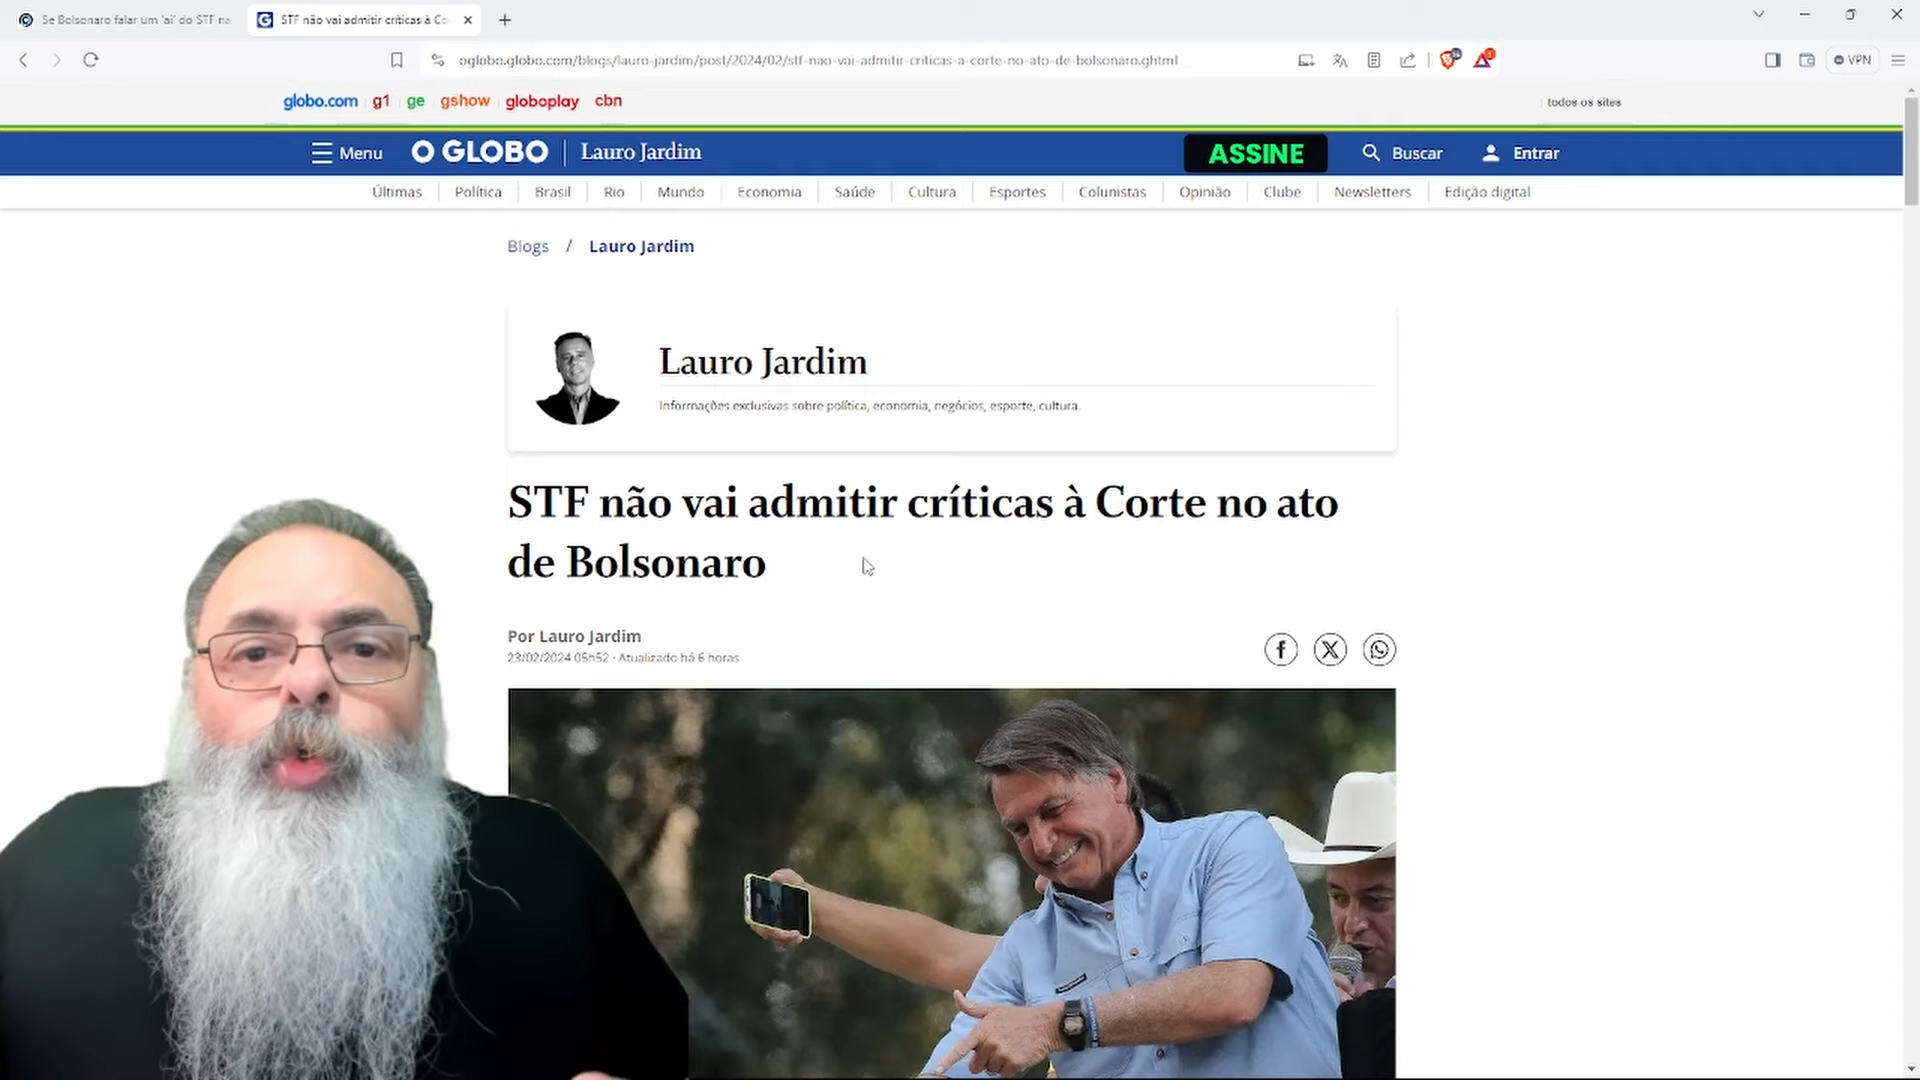 Se Bolsonaro falar um 'ai' do STF na
STF não vai admitir críticas à Co
oglobo.globo.com/blogs/lauro-jardim/post/2024/02/stf-nao-vai-admitir-criticas-a-corte-no-ato-de-bolsonaro.ghtml
VPN
globo.com g1 ge gshow globoplay cbn
todos os sites
Menu O GLOBO Lauro Jardim ASSINE Buscar Entrar
Últimas Política Brasil Rio Mundo Economia Saúde Cultura Esportes Colunistas Opinião Clube Newsletters Edição digital
Blogs / Lauro Jardim
Lauro Jardim
Informações exclusivas sobre política, economia, negócios, esporte, cultura.
STF não vai admitir críticas à Corte no ato
de Bolsonaro
Por Lauro Jardim
23/02/2024 05h52 · Atualizado há 6 horas